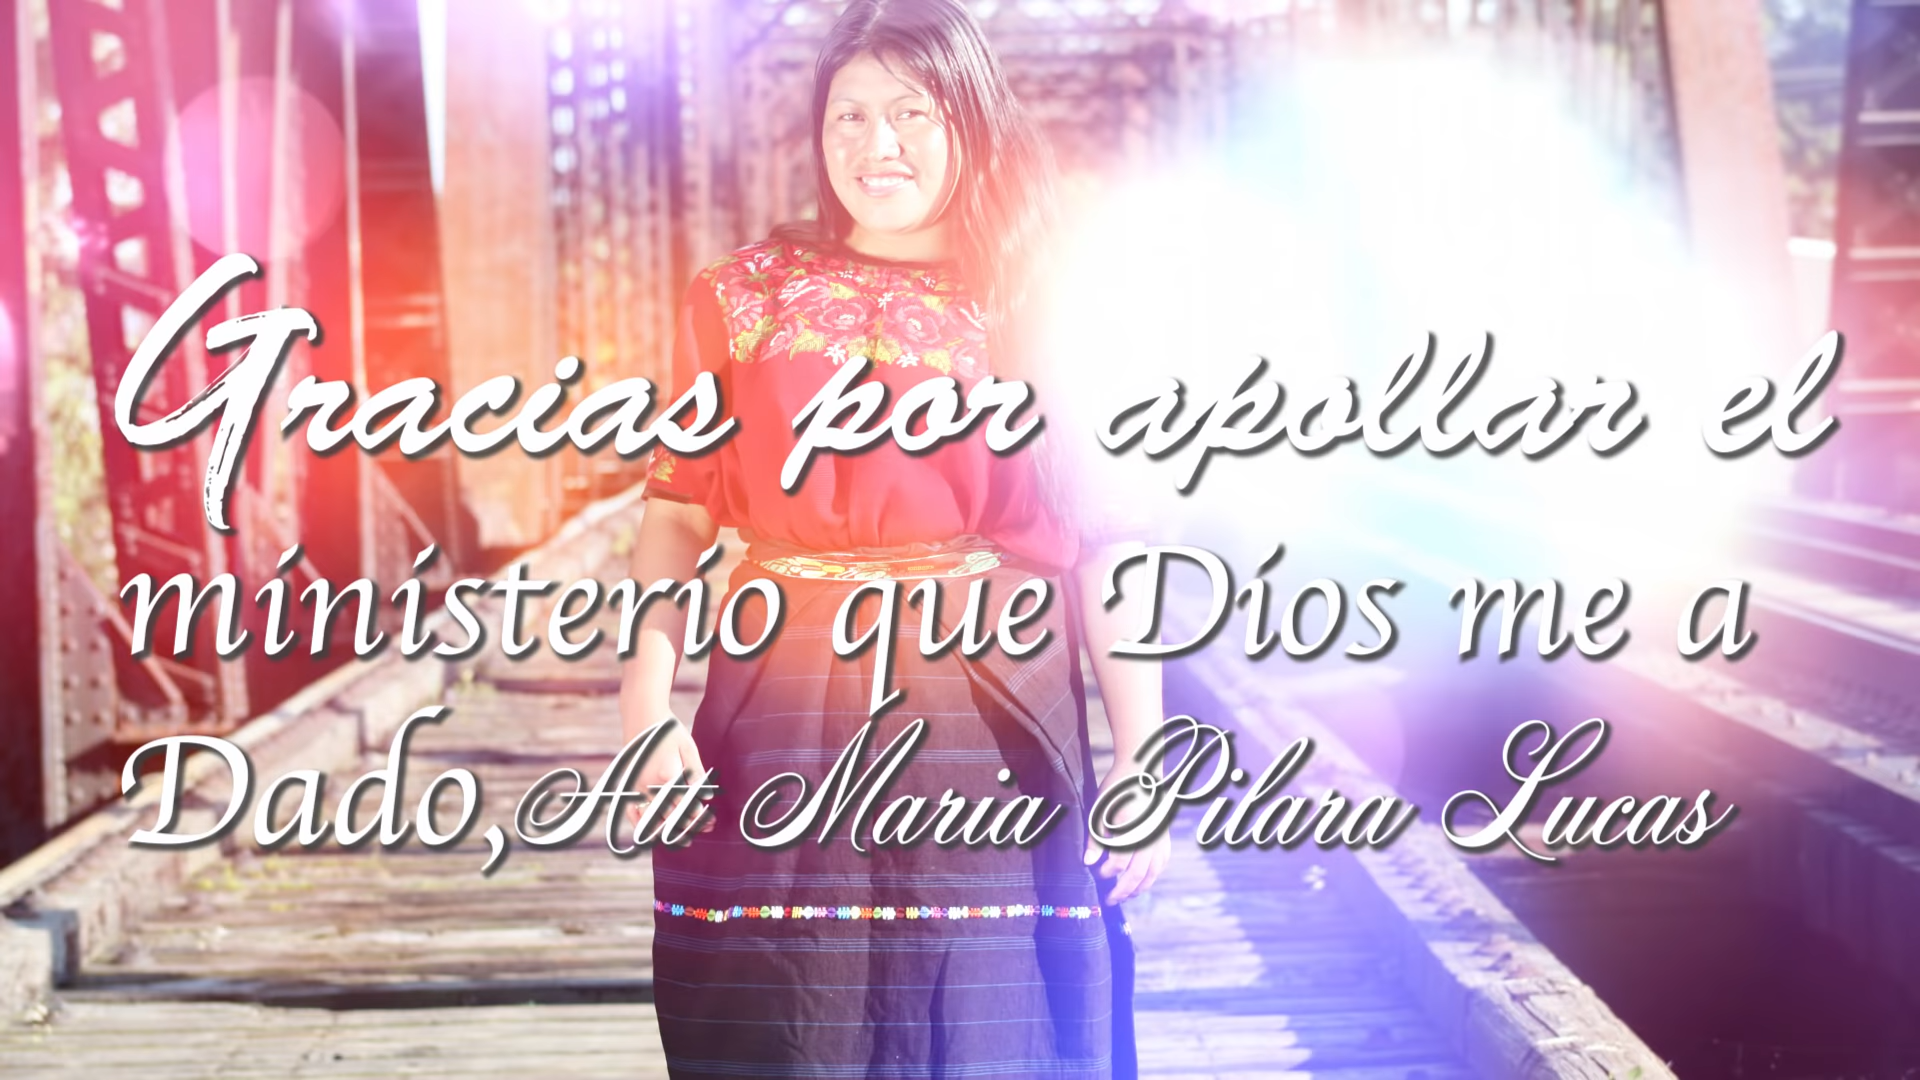 Gracias por apollar el
ministerio que Dios me a
Dado,Att Maria Pilara Lucas